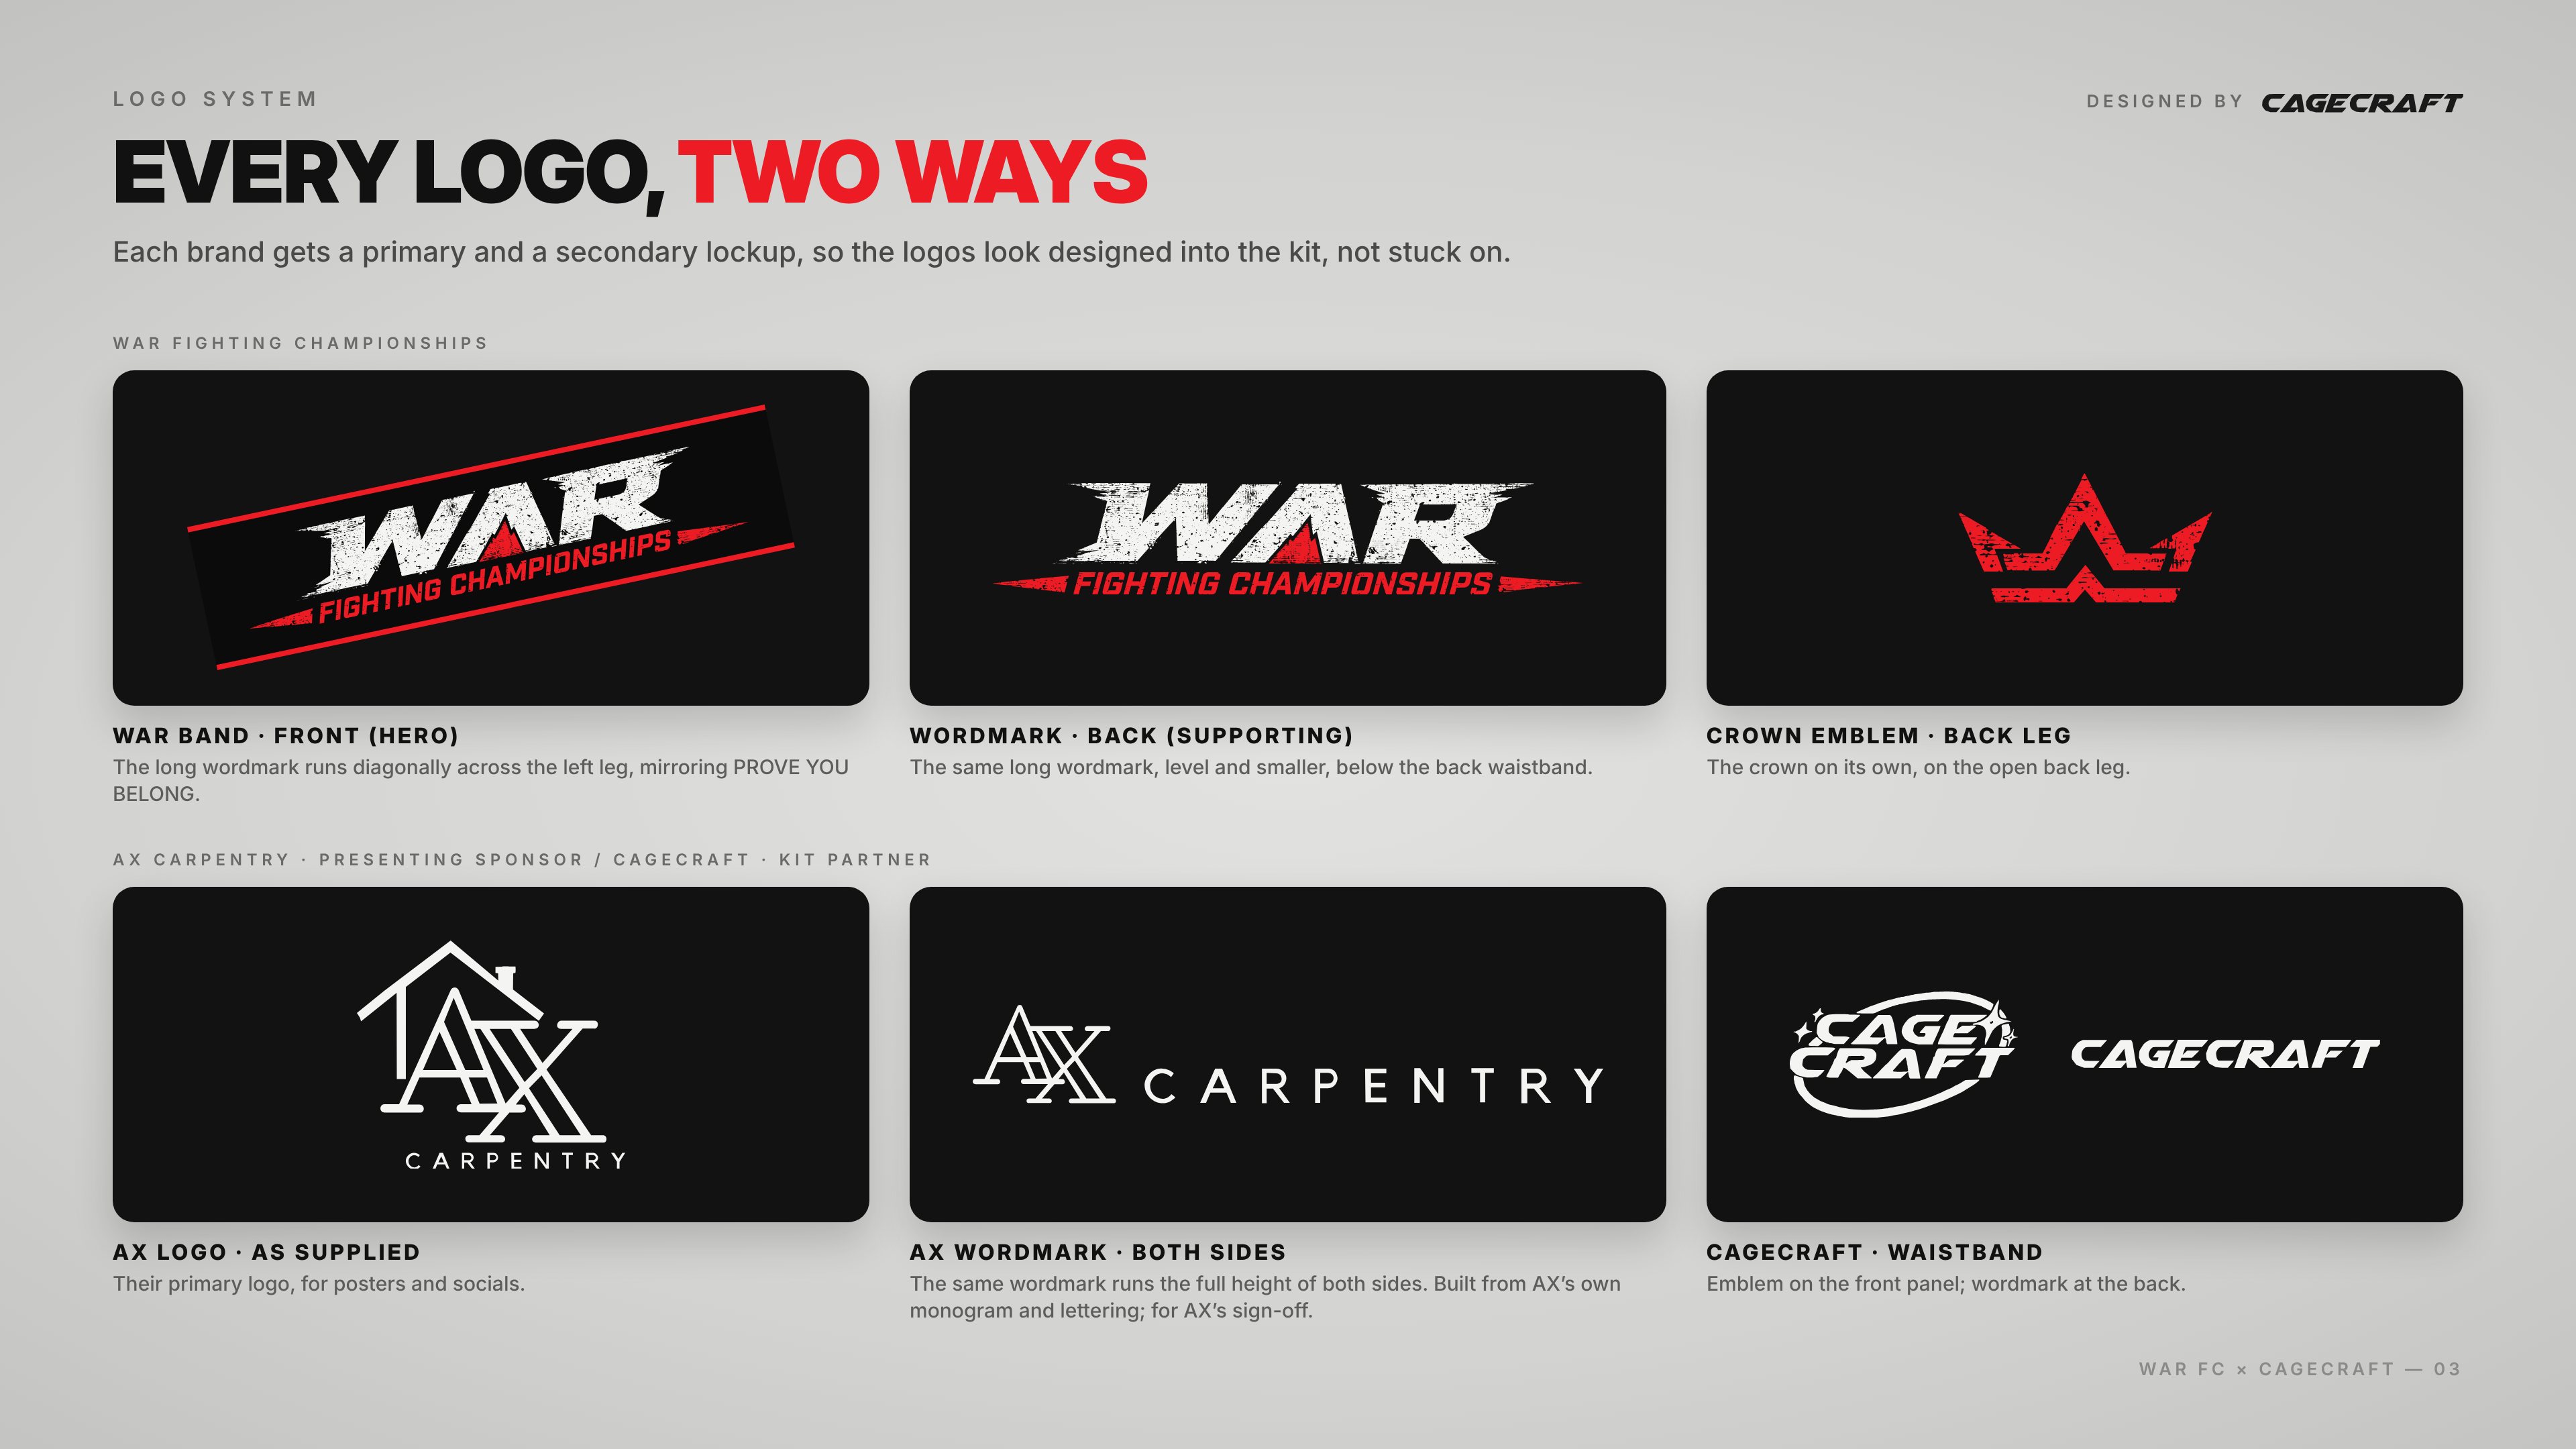 LOGO SYSTEM
DESIGNED BY CAGECRAFT
EVERY LOGO, TWO WAYS
Each brand gets a primary and a secondary lockup, so the logos look designed into the kit, not stuck on.
WAR FIGHTING CHAMPIONSHIPS
WAR
FIGHTING CHAMPIONSHIPS
WAR
FIGHTING CHAMPIONSHIPS
WAR BAND · FRONT (HERO)
The long wordmark runs diagonally across the left leg, mirroring PROVE YOU
BELONG.
WORDMARK · BACK (SUPPORTING)
The same long wordmark, level and smaller, below the back waistband.
CROWN EMBLEM · BACK LEG
The crown on its own, on the open back leg.
AX CARPENTRY · PRESENTING SPONSOR / CAGECRAFT · KIT PARTNER
AX
CARPENTRY
AX CARPENTRY
CAGE
CRAFT
CAGECRAFT
AX LOGO · AS SUPPLIED
Their primary logo, for posters and socials.
AX WORDMARK · BOTH SIDES
The same wordmark runs the full height of both sides. Built from AX’s own
monogram and lettering; for AX’s sign-off.
CAGECRAFT · WAISTBAND
Emblem on the front panel; wordmark at the back.
WAR FC × CAGECRAFT — 03